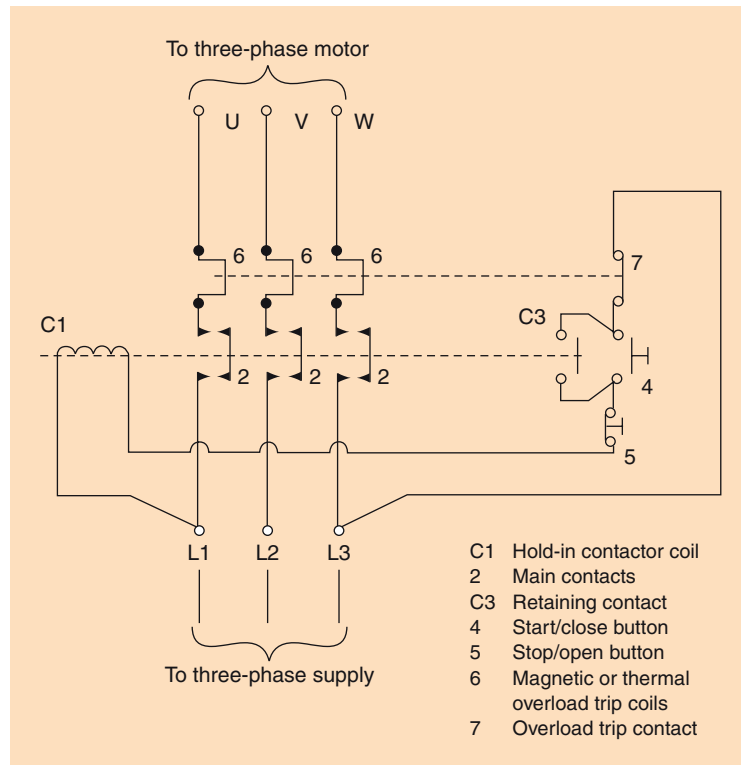 To three-phase motor
U V W
6 6 6 7
C1 C3
2 2 2 4
5
L1 L2 L3
To three-phase supply
C1 Hold-in contactor coil
2 Main contacts
C3 Retaining contact
4 Start/close button
5 Stop/open button
6 Magnetic or thermal
overload trip coils
7 Overload trip contact